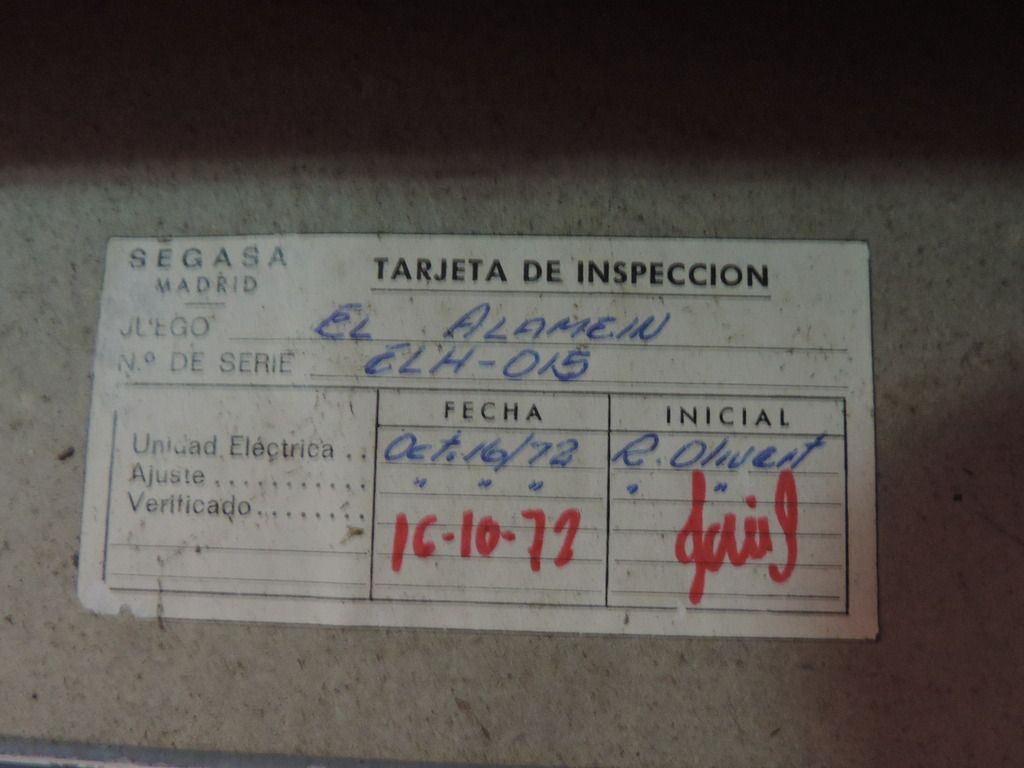 SEGASA
MADRID
TARJETA DE INSPECCION
JUEGO EL ALAMEIN
N.º DE SERIE ELH-015
FECHA INICIAL
Unidad Eléctrica .. Oct.16/72 R. Olivert
Ajuste ........... " " " " "
Verificado........
16-10-72